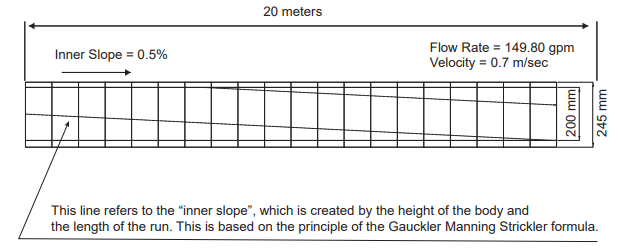 20 meters
Inner Slope = 0.5%
Flow Rate = 149.80 gpm
Velocity = 0.7 m/sec
200 mm
245 mm
This line refers to the “inner slope”, which is created by the height of the body and
the length of the run. This is based on the principle of the Gauckler Manning Strickler formula.